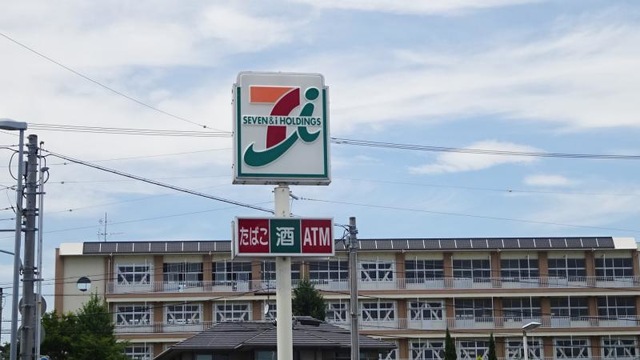 SEVEN&i HOLDINGS
たばこ 酒 ATM